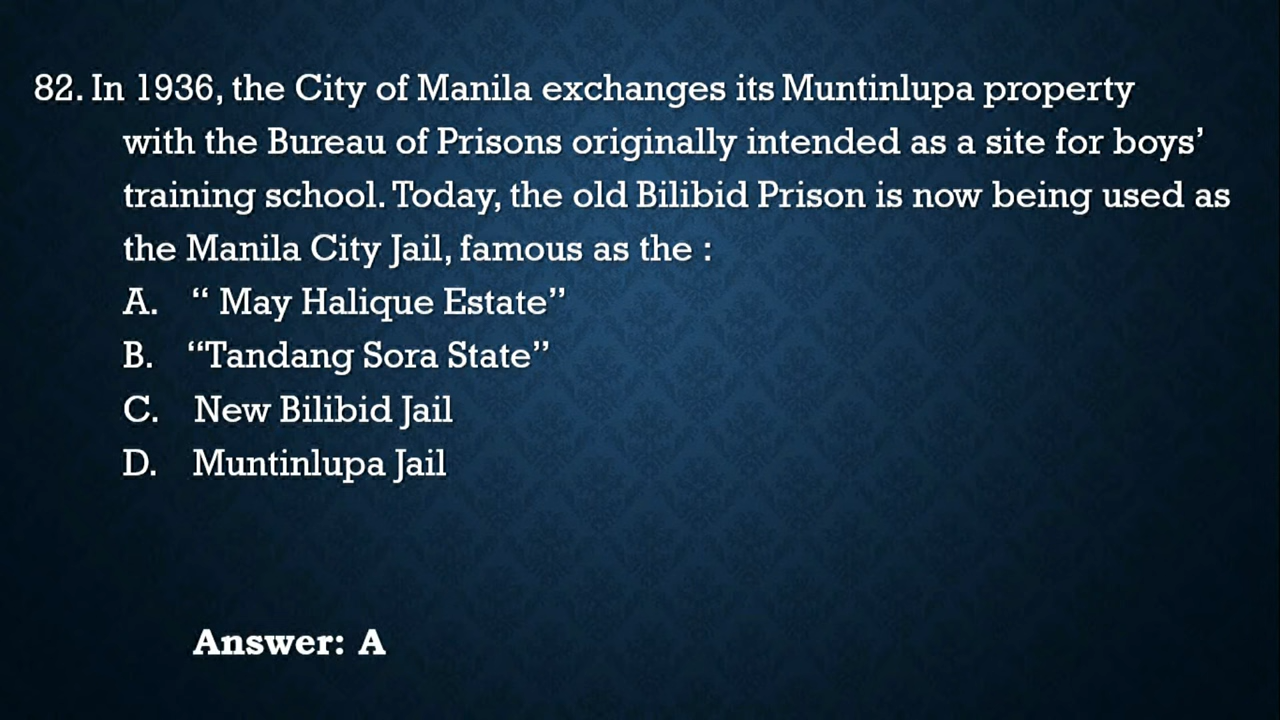 82. In 1936, the City of Manila exchanges its Muntinlupa property
with the Bureau of Prisons originally intended as a site for boys’
training school. Today, the old Bilibid Prison is now being used as
the Manila City Jail, famous as the :
A. “ May Halique Estate”
B. “Tandang Sora State”
C. New Bilibid Jail
D. Muntinlupa Jail
Answer: A